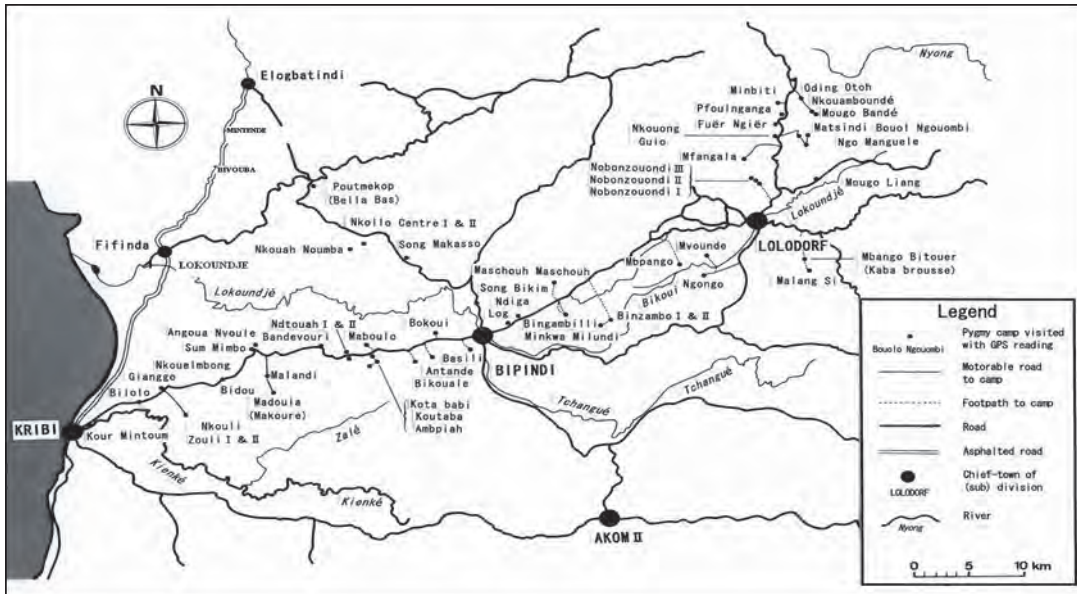 N
Elogbatindi
MINTENDE
BIVOUBA
Fifinda
LOKOUNDJE
Poutmekop
(Bella Bas)
Nkollo Centre I & II
Nkouah Noumba
Song Makasso
Lokoundjé
Maschouh Maschouh
Song Bikim
Ndiga
Log
Bingambilli
Minkwa Milundi
Binzambo I & II
Mbpango
Mvounde
Bikoui
Ngongo
Nyong
Oding Otoh
Minbiti
Nkouamboundé
Pfoulnganga
Mougo Bandé
Fuër Ngiër
Matsindi Bouol Ngouombi
Nkouong
Guio
Ngo Manguele
Mfangala
Nobonzouondi III
Nobonzouondi II
Nobonzouondi I
Mougo Liang
Lokoundjé
LOLODORF
Mbango Bitouer
(Kaba brousse)
Malang Si
Angoua Nvoule
Sum Mimbo
Ndtouah I & II
Bandevouri
Maboulo
Bokoui
Basili
Antande
Bikouale
BIPINDI
Nkouelmbong
Gianggo
Bilolo
Bidou
Malandi
Madouia
(Makoure)
Kota babi
Koutaba
Ambpiah
Nkouli
Zouli I & II
KRIBI
Kour Mintoum
Zalé
Kienké
Kienké
Tchangué
Tchangué
AKOM II
Legend
Bouolo Ngouombi
Pygmy camp visited
with GPS reading
Motorable road
to camp
Footpath to camp
Road
Asphalted road
LOLODORF
Chief-town of
(sub) division
Nyong
River
0 5 10 km